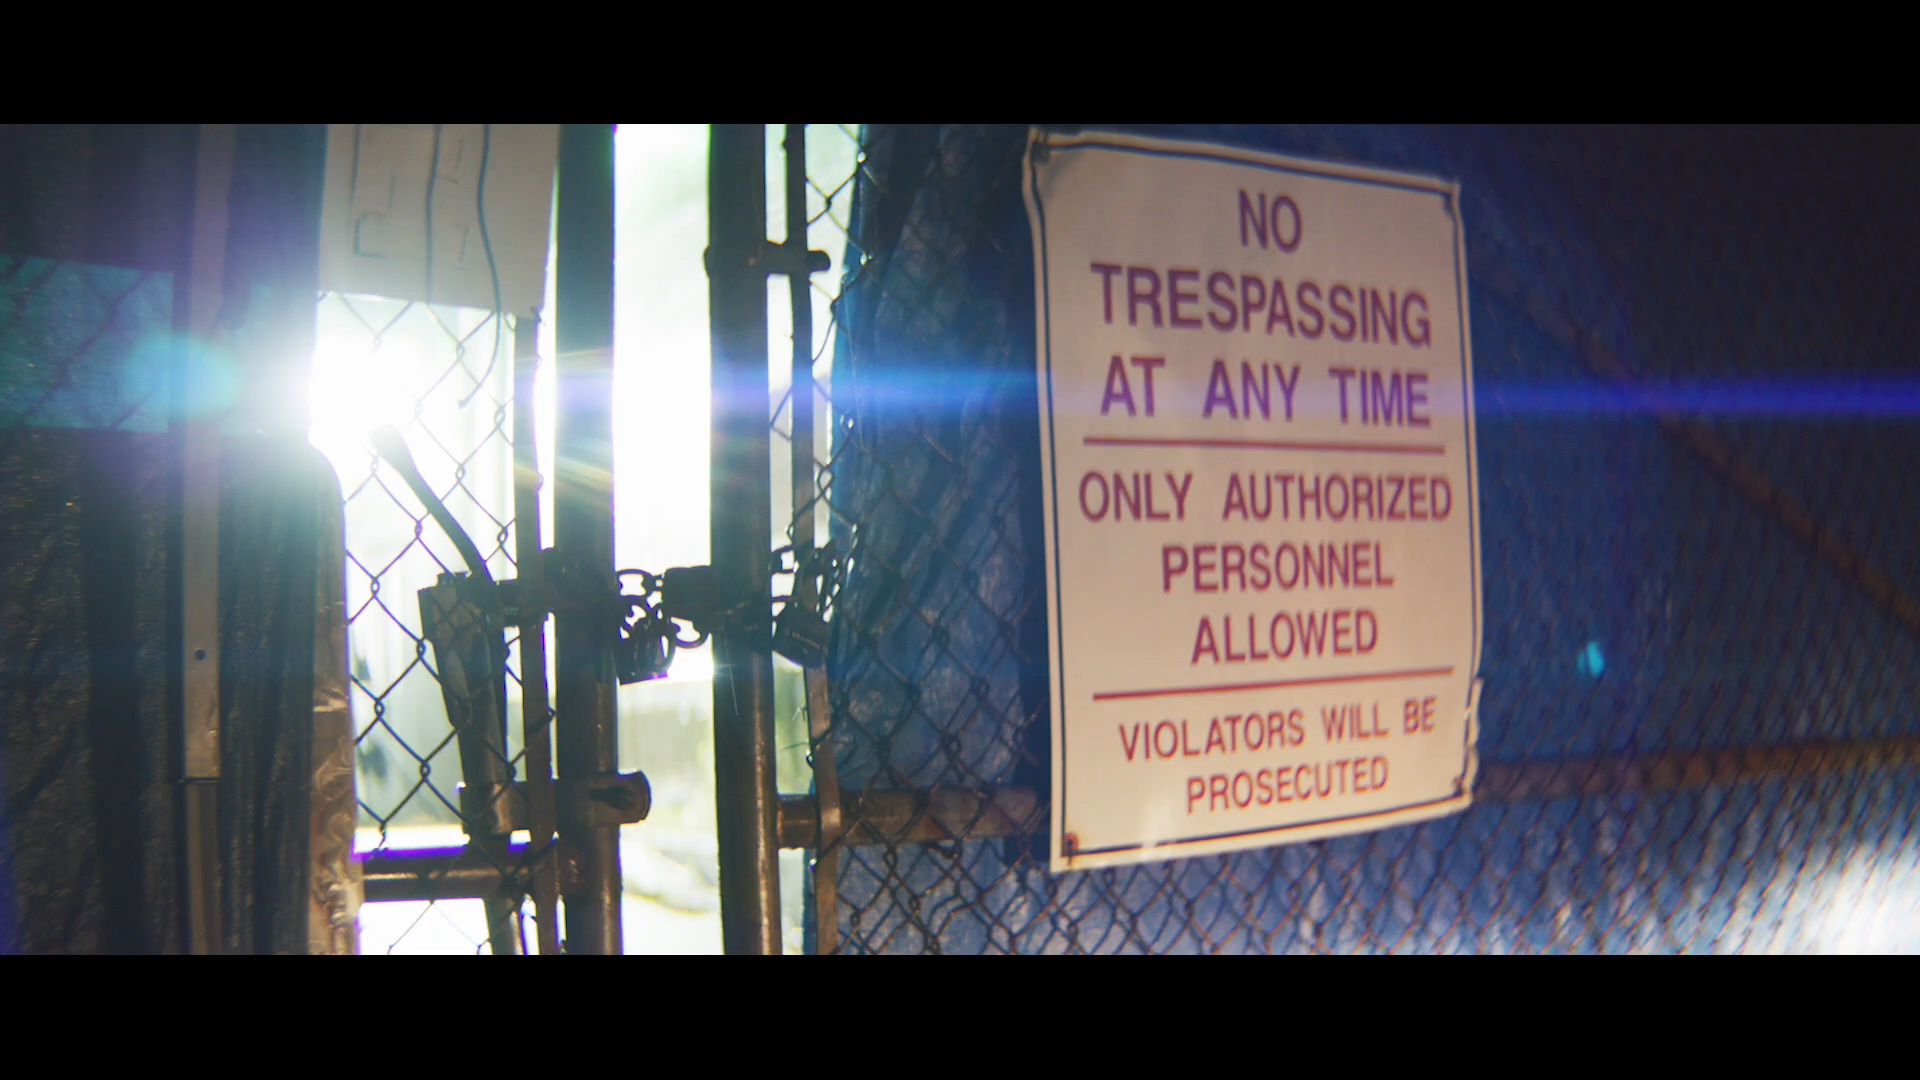 NO
TRESPASSING
AT ANY TIME
ONLY AUTHORIZED
PERSONNEL
ALLOWED
VIOLATORS WILL BE
PROSECUTED